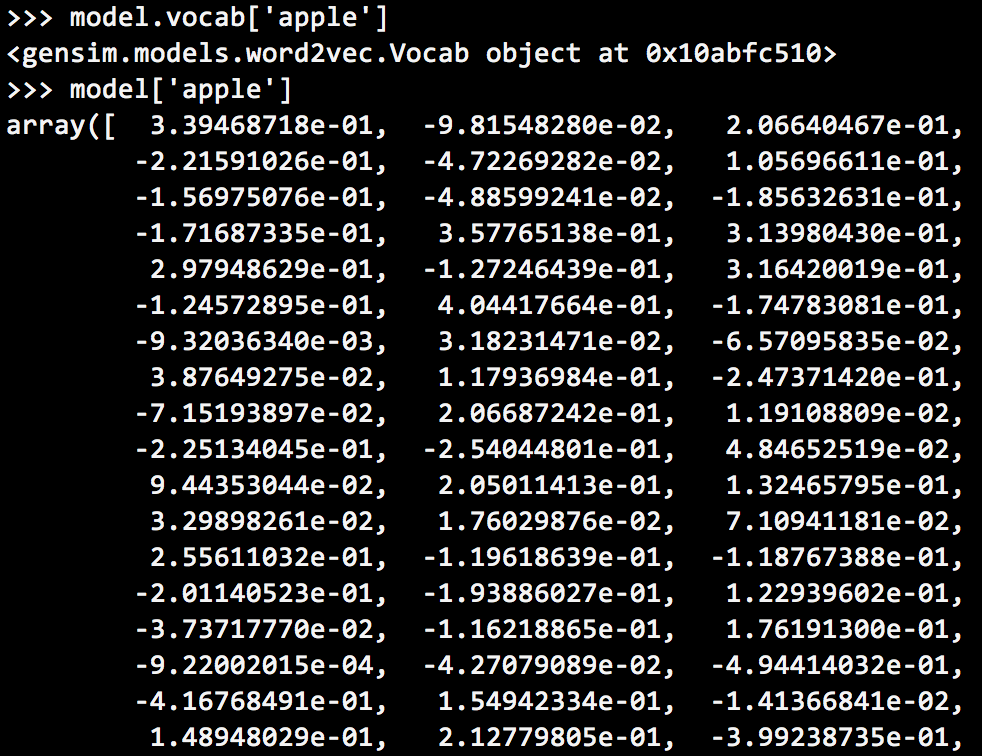 >>> model.vocab['apple']
<gensim.models.word2vec.Vocab object at 0x10abfc510>
>>> model['apple']
array([  3.39468718e-01,  -9.81548280e-02,   2.06640467e-01,
        -2.21591026e-01,  -4.72269282e-02,   1.05696611e-01,
        -1.56975076e-01,  -4.88599241e-02,  -1.85632631e-01,
        -1.71687335e-01,   3.57765138e-01,   3.13980430e-01,
         2.97948629e-01,  -1.27246439e-01,   3.16420019e-01,
        -1.24572895e-01,   4.04417664e-01,  -1.74783081e-01,
        -9.32036340e-03,   3.18231471e-02,  -6.57095835e-02,
         3.87649275e-02,   1.17936984e-01,  -2.47371420e-01,
        -7.15193897e-02,   2.06687242e-01,   1.19108809e-02,
        -2.25134045e-01,  -2.54044801e-01,   4.84652519e-02,
         9.44353044e-02,   2.05011413e-01,   1.32465795e-01,
         3.29898261e-02,   1.76029876e-02,   7.10941181e-02,
         2.55611032e-01,  -1.19618639e-01,  -1.18767388e-01,
        -2.01140523e-01,  -1.93886027e-01,   1.22939602e-01,
        -3.73717770e-02,  -1.16218865e-01,   1.76191300e-01,
        -9.22002015e-04,  -4.27079089e-02,  -4.94414032e-01,
        -4.16768491e-01,   1.54942334e-01,  -1.41366841e-02,
         1.48948029e-01,   2.12779805e-01,  -3.99238735e-01,